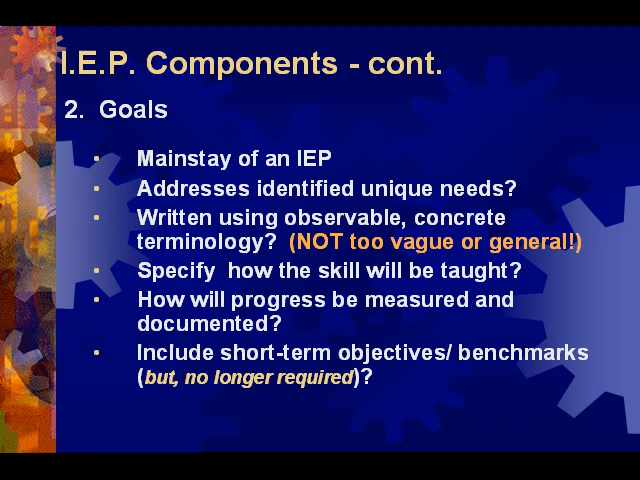 I.E.P. Components - cont.
2. Goals
• Mainstay of an IEP
• Addresses identified unique needs?
• Written using observable, concrete
terminology? (NOT too vague or general!)
• Specify how the skill will be taught?
• How will progress be measured and
documented?
• Include short-term objectives/ benchmarks
(but, no longer required)?